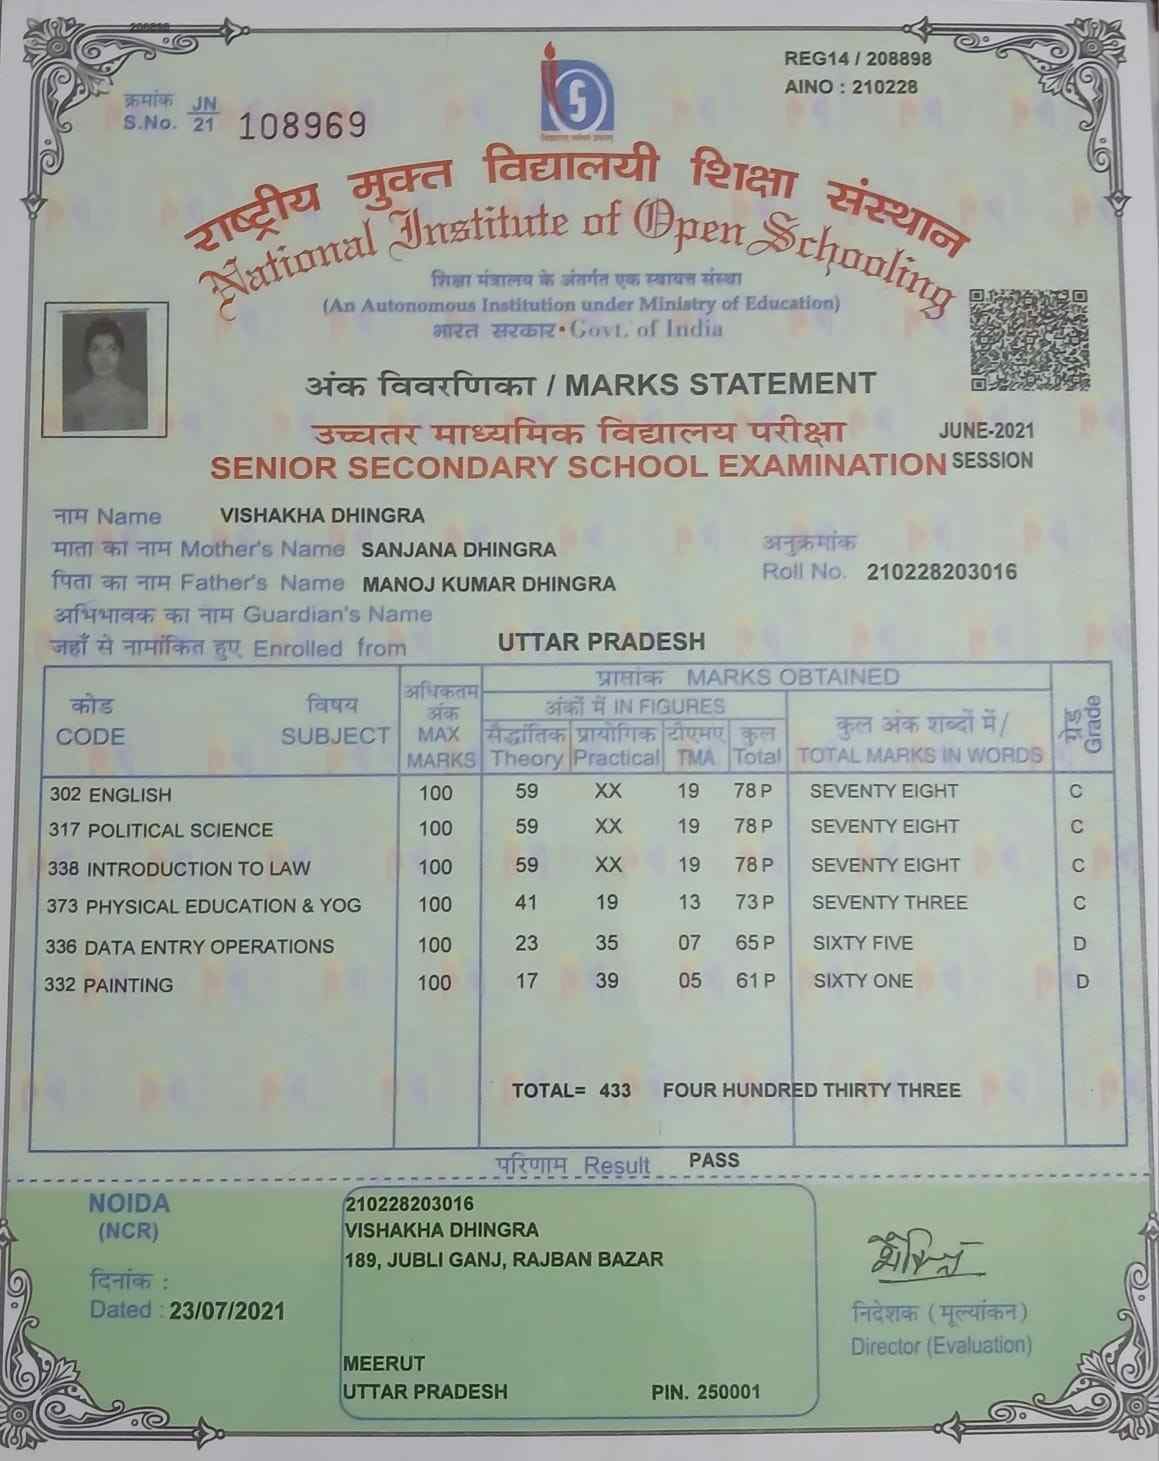 REG14 / 208898
AINO : 210228
क्रमांक
S.No. JN/21 108969
राष्ट्रीय मुक्त विद्यालयी शिक्षा संस्थान
National Institute of Open Schooling
शिक्षा मंत्रालय के अंतर्गत एक स्वायत्त संस्था
(An Autonomous Institution under Ministry of Education)
भारत सरकार • Govt. of India
अंक विवरणिका / MARKS STATEMENT
उच्चतर माध्यमिक विद्यालय परीक्षा JUNE-2021
SENIOR SECONDARY SCHOOL EXAMINATION SESSION
नाम Name VISHAKHA DHINGRA
माता का नाम Mother's Name SANJANA DHINGRA
अनुक्रमांक
पिता का नाम Father's Name MANOJ KUMAR DHINGRA
Roll No. 210228203016
अभिभावक का नाम Guardian's Name
जहाँ से नामांकित हुए Enrolled from UTTAR PRADESH
प्राप्तांक MARKS OBTAINED
कोड विषय अधिकतम अंक अंकों में IN FIGURES कुल अंक शब्दों में/ ग्रेड Grade
सैद्धांतिक प्रायोगिक टीएमए कुल
CODE SUBJECT MAX MARKS Theory Practical TMA Total TOTAL MARKS IN WORDS
302 ENGLISH 100 59 XX 19 78 P SEVENTY EIGHT C
317 POLITICAL SCIENCE 100 59 XX 19 78 P SEVENTY EIGHT C
338 INTRODUCTION TO LAW 100 59 XX 19 78 P SEVENTY EIGHT C
373 PHYSICAL EDUCATION & YOG 100 41 19 13 73 P SEVENTY THREE C
336 DATA ENTRY OPERATIONS 100 23 35 07 65 P SIXTY FIVE D
332 PAINTING 100 17 39 05 61 P SIXTY ONE D
TOTAL= 433 FOUR HUNDRED THIRTY THREE
परिणाम Result PASS
NOIDA
(NCR)
दिनांक :
Dated : 23/07/2021
210228203016
VISHAKHA DHINGRA
189, JUBLI GANJ, RAJBAN BAZAR
MEERUT
UTTAR PRADESH PIN. 250001
निदेशक (मूल्यांकन)
Director (Evaluation)